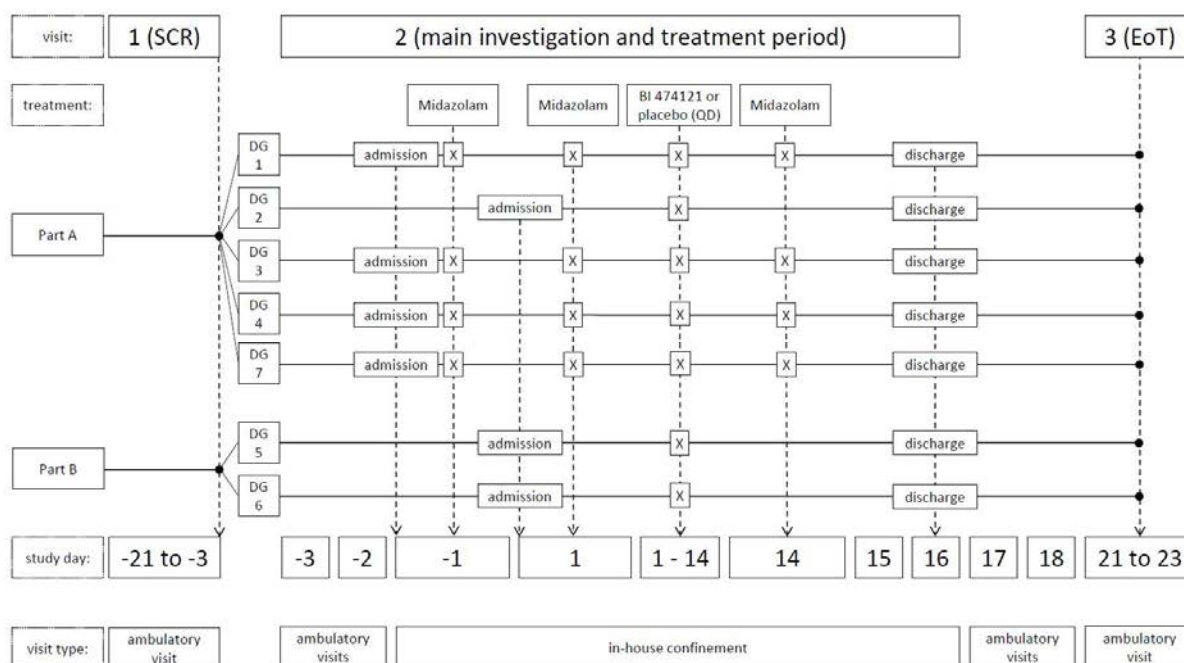 visit:
1 (SCR)
2 (main investigation and treatment period)
3 (EoT)
treatment:
Midazolam
Midazolam
BI 474121 or
placebo (QD)
Midazolam
DG
1
admission
X
X
X
X
discharge
DG
2
admission
X
discharge
Part A
DG
3
admission
X
X
X
X
discharge
DG
4
admission
X
X
X
X
discharge
DG
7
admission
X
X
X
X
discharge
Part B
DG
5
admission
X
discharge
DG
6
admission
X
discharge
study day:
-21 to -3
-3
-2
-1
1
1 - 14
14
15
16
17
18
21 to 23
visit type:
ambulatory
visit
ambulatory
visits
in-house confinement
ambulatory
visits
ambulatory
visit